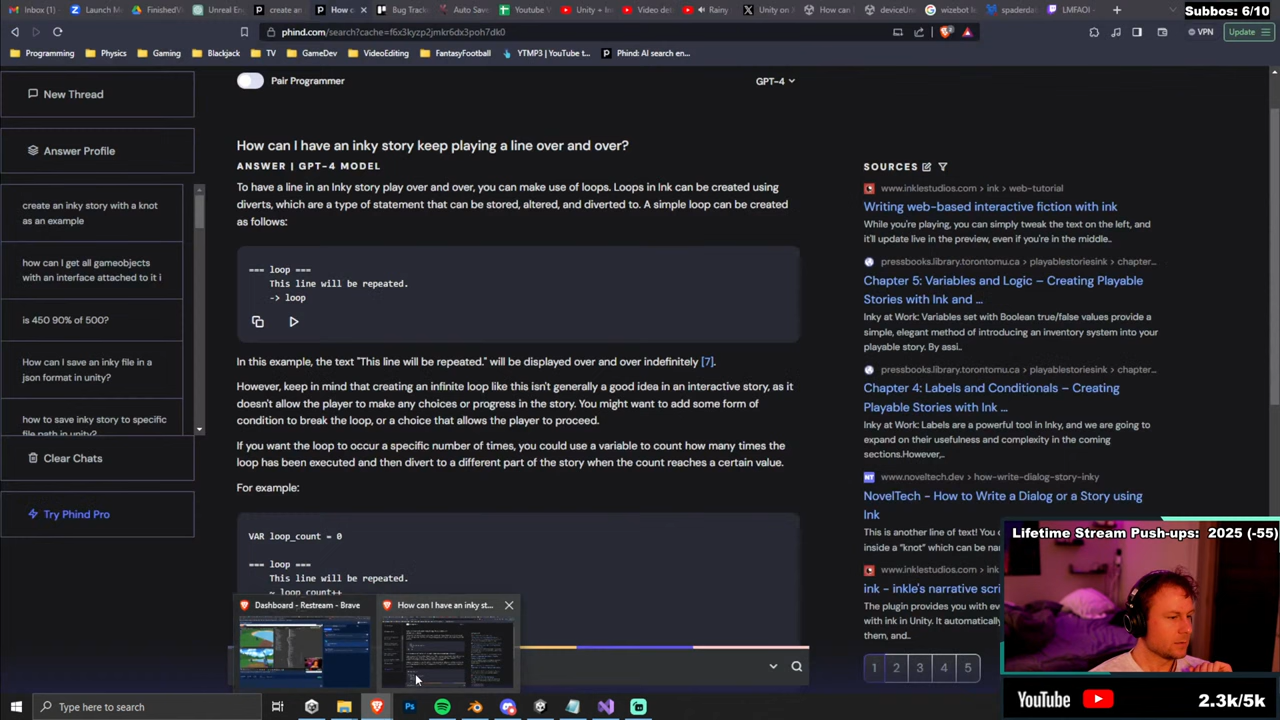 Inbox (1)
Launch M
FinishedV
Unreal En
create an
How c
Bug Track
Auto Save
Youtube V
Unity + In
Video det
Rainy
Unity on J
How can I
deviceUni
wizebot lo
spaderdab
LMFAOI
Subbos: 6/10
phind.com/search?cache=f6x3kyzp2jmkr6dx3poh7dk0
VPN
Update
Programming
Physics
Gaming
Blackjack
TV
GameDev
VideoEditing
FantasyFootball
YTMP3 | YouTube t...
Phind: AI search en...
New Thread
Answer Profile
create an inky story with a knot
as an example
how can I get all gameobjects
with an interface attached to it i
is 450 90% of 500?
How can I save an inky file in a
json format in unity?
how to save inky story to specific
file path in unity?
Clear Chats
Try Phind Pro
Pair Programmer
GPT-4
How can I have an inky story keep playing a line over and over?
ANSWER | GPT-4 MODEL
To have a line in an Inky story play over and over, you can make use of loops. Loops in Ink can be created using
diverts, which are a type of statement that can be stored, altered, and diverted to. A simple loop can be created
as follows:
=== loop ===
This line will be repeated.
-> loop
In this example, the text "This line will be repeated." will be displayed over and over indefinitely [7].
However, keep in mind that creating an infinite loop like this isn't generally a good idea in an interactive story, as it
doesn't allow the player to make any choices or progress in the story. You might want to add some form of
condition to break the loop, or a choice that allows the player to proceed.
If you want the loop to occur a specific number of times, you could use a variable to count how many times the
loop has been executed and then divert to a different part of the story when the count reaches a certain value.
For example:
VAR loop_count = 0
=== loop ===
This line will be repeated.
~ loop_count++
SOURCES
www.inklestudios.com › ink › web-tutorial
Writing web-based interactive fiction with ink
While you're playing, you can simply tweak the text on the left, and
it'll update live in the preview, even if you're in the middle..
pressbooks.library.torontomu.ca › playablestoriesink › chapter...
Chapter 5: Variables and Logic – Creating Playable
Stories with Ink and ...
Inky at Work: Variables set with Boolean true/false values provide a
simple, elegant method of introducing an inventory system into your
playable story. By assi..
pressbooks.library.torontomu.ca › playablestoriesink › chapter...
Chapter 4: Labels and Conditionals – Creating
Playable Stories with Ink ...
Inky at Work: Labels are a powerful tool in Inky, and we are going to
expand on their usefulness and complexity in the coming
sections.However,..
www.noveltech.dev › how-write-dialog-story-inky
NovelTech - How to Write a Dialog or a Story using
Ink
This is another line of text! You c
inside a "knot" which can be na
www.inklestudios.com › ink
ink - inkle's narrative scri
The plugin provides you with eve
with ink in Unity. It automatically
them, and...
1 2 3 4 5
Lifetime Stream Push-ups: 2025 (-55)
Dashboard - Restream - Brave
How can I have an inky st...
Type here to search
YouTube
2.3k/5k